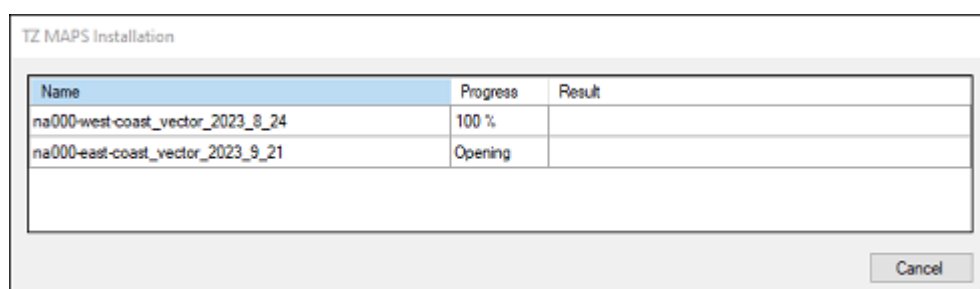 TZ MAPS Installation
Name Progress Result
na000-west-coast_vector_2023_8_24 100 %
na000-east-coast_vector_2023_9_21 Opening
Cancel